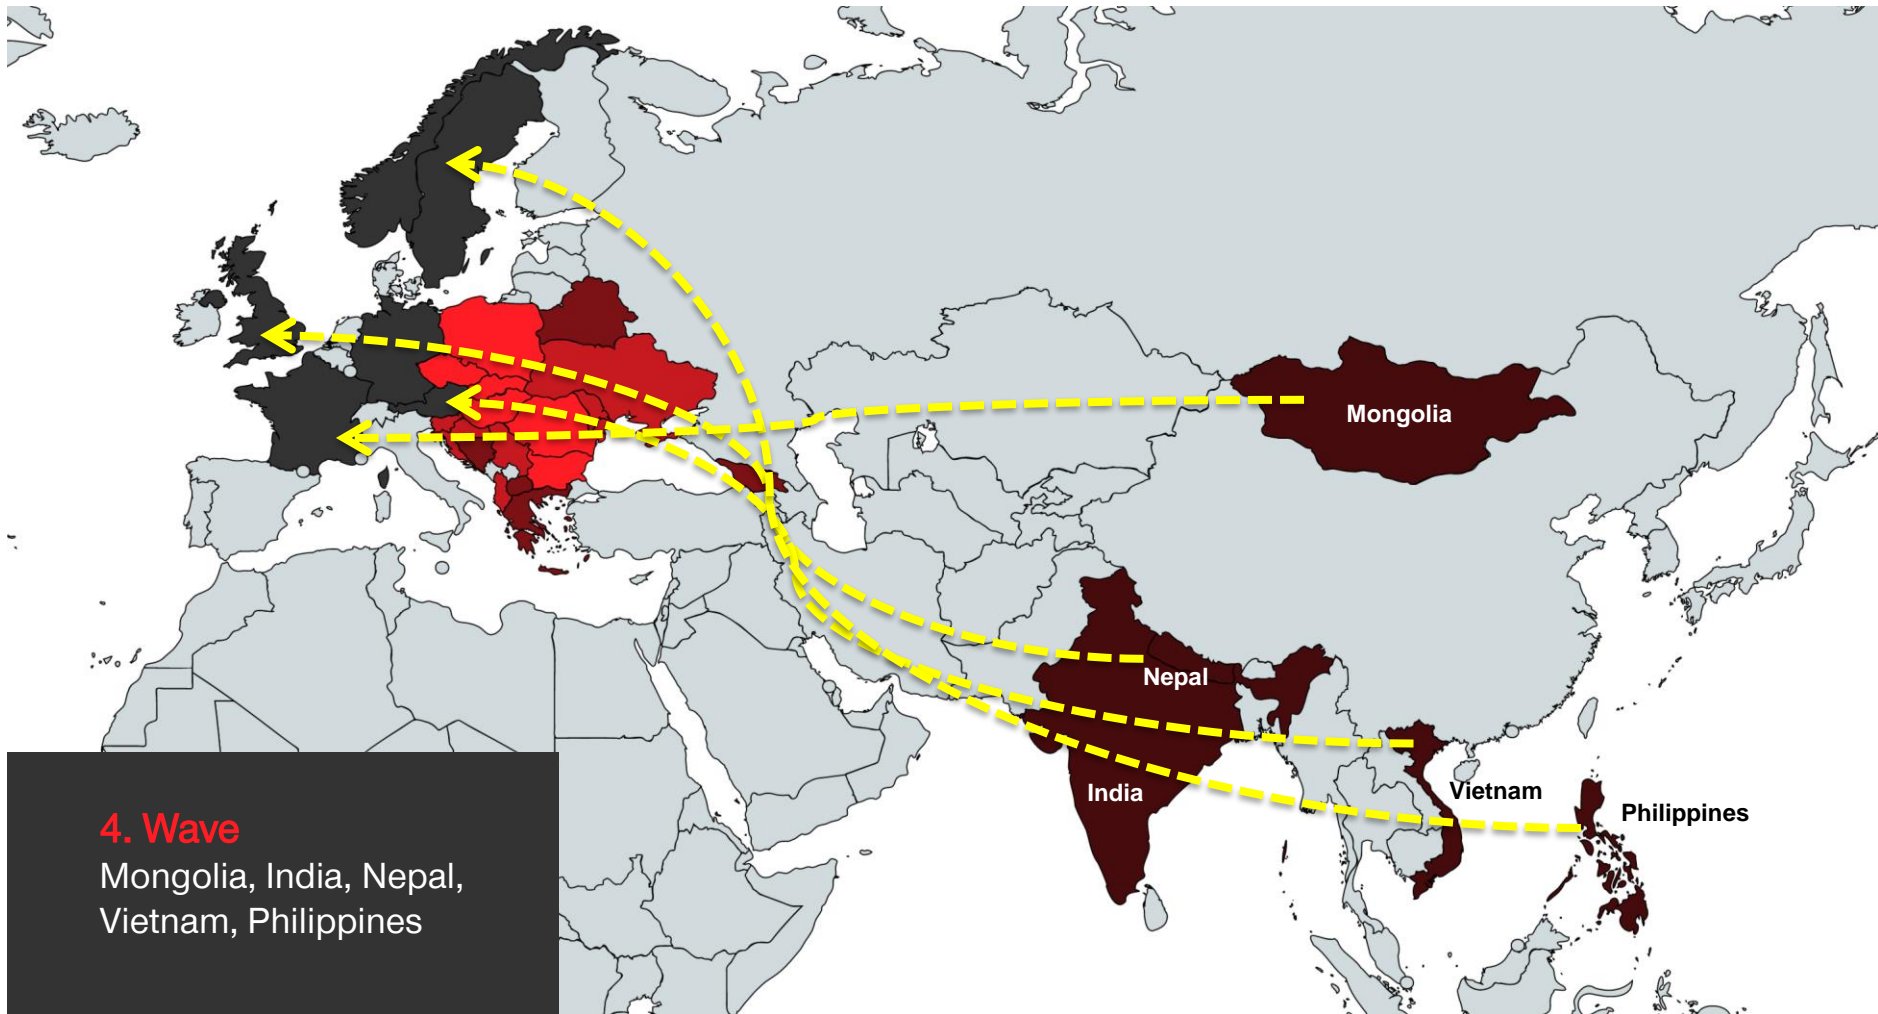 Mongolia
Nepal
India
Vietnam
Philippines
4. Wave
Mongolia, India, Nepal,
Vietnam, Philippines